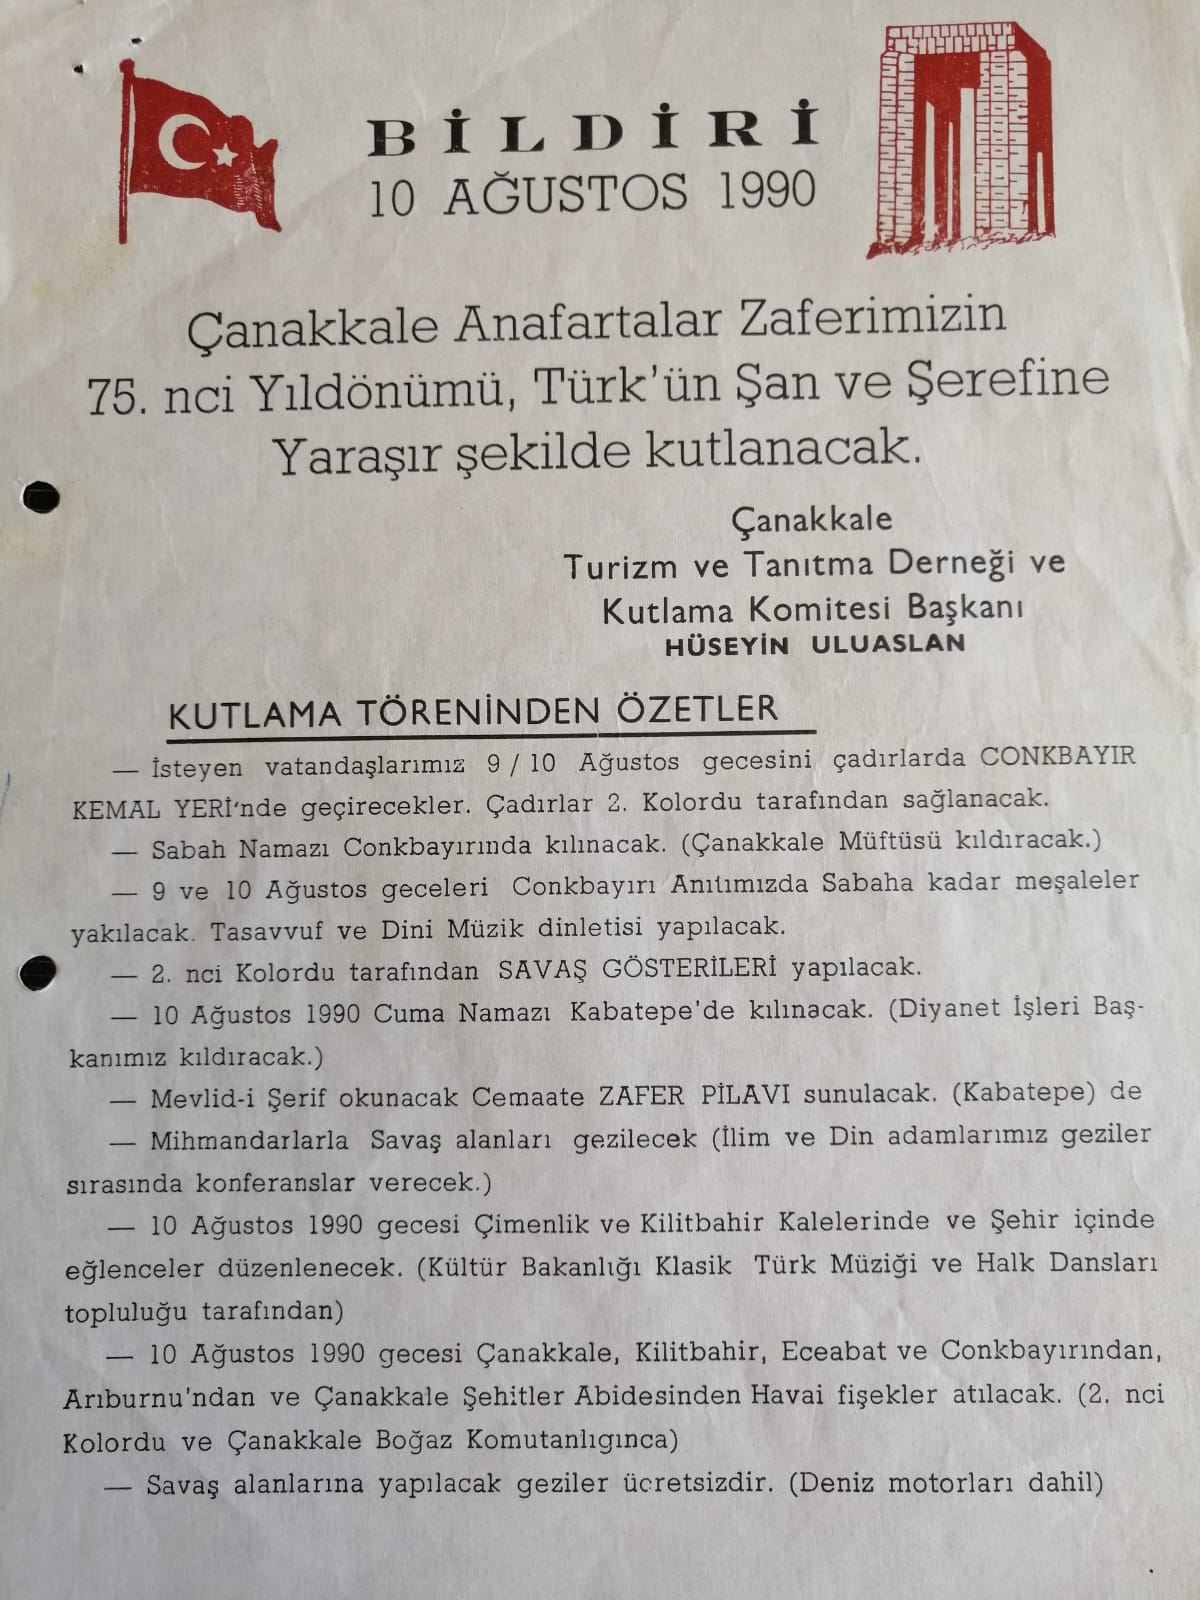 BİLDİRİ
10 AĞUSTOS 1990
Çanakkale Anafartalar Zaferimizin
75. nci Yıldönümü, Türk'ün Şan ve Şerefine
Yaraşır şekilde kutlanacak.
Çanakkale
Turizm ve Tanıtma Derneği ve
Kutlama Komitesi Başkanı
HÜSEYİN ULUASLAN
KUTLAMA TÖRENİNDEN ÖZETLER
— İsteyen vatandaşlarımız 9 / 10 Ağustos gecesini çadırlarda CONKBAYIR
KEMAL YERİ'nde geçirecekler. Çadırlar 2. Kolordu tarafından sağlanacak.
— Sabah Namazı Conkbayırında kılınacak. (Çanakkale Müftüsü kıldıracak.)
— 9 ve 10 Ağustos geceleri Conkbayırı Anıtımızda Sabaha kadar meşaleler
yakılacak. Tasavvuf ve Dini Müzik dinletisi yapılacak.
— 2. nci Kolordu tarafından SAVAŞ GÖSTERİLERİ yapılacak.
— 10 Ağustos 1990 Cuma Namazı Kabatepe'de kılınacak. (Diyanet İşleri Baş-
kanımız kıldıracak.)
— Mevlid-i Şerif okunacak Cemaate ZAFER PİLAVI sunulacak. (Kabatepe) de
— Mihmandarlarla Savaş alanları gezilecek (İlim ve Din adamlarımız geziler
sırasında konferanslar verecek.)
— 10 Ağustos 1990 gecesi Çimenlik ve Kilitbahir Kalelerinde ve Şehir içinde
eğlenceler düzenlenecek. (Kültür Bakanlığı Klasik Türk Müziği ve Halk Dansları
topluluğu tarafından)
— 10 Ağustos 1990 gecesi Çanakkale, Kilitbahir, Eceabat ve Conkbayırından,
Arıburnu'ndan ve Çanakkale Şehitler Abidesinden Havai fişekler atılacak. (2. nci
Kolordu ve Çanakkale Boğaz Komutanlıgınca)
— Savaş alanlarına yapılacak geziler ücretsizdir. (Deniz motorları dahil)